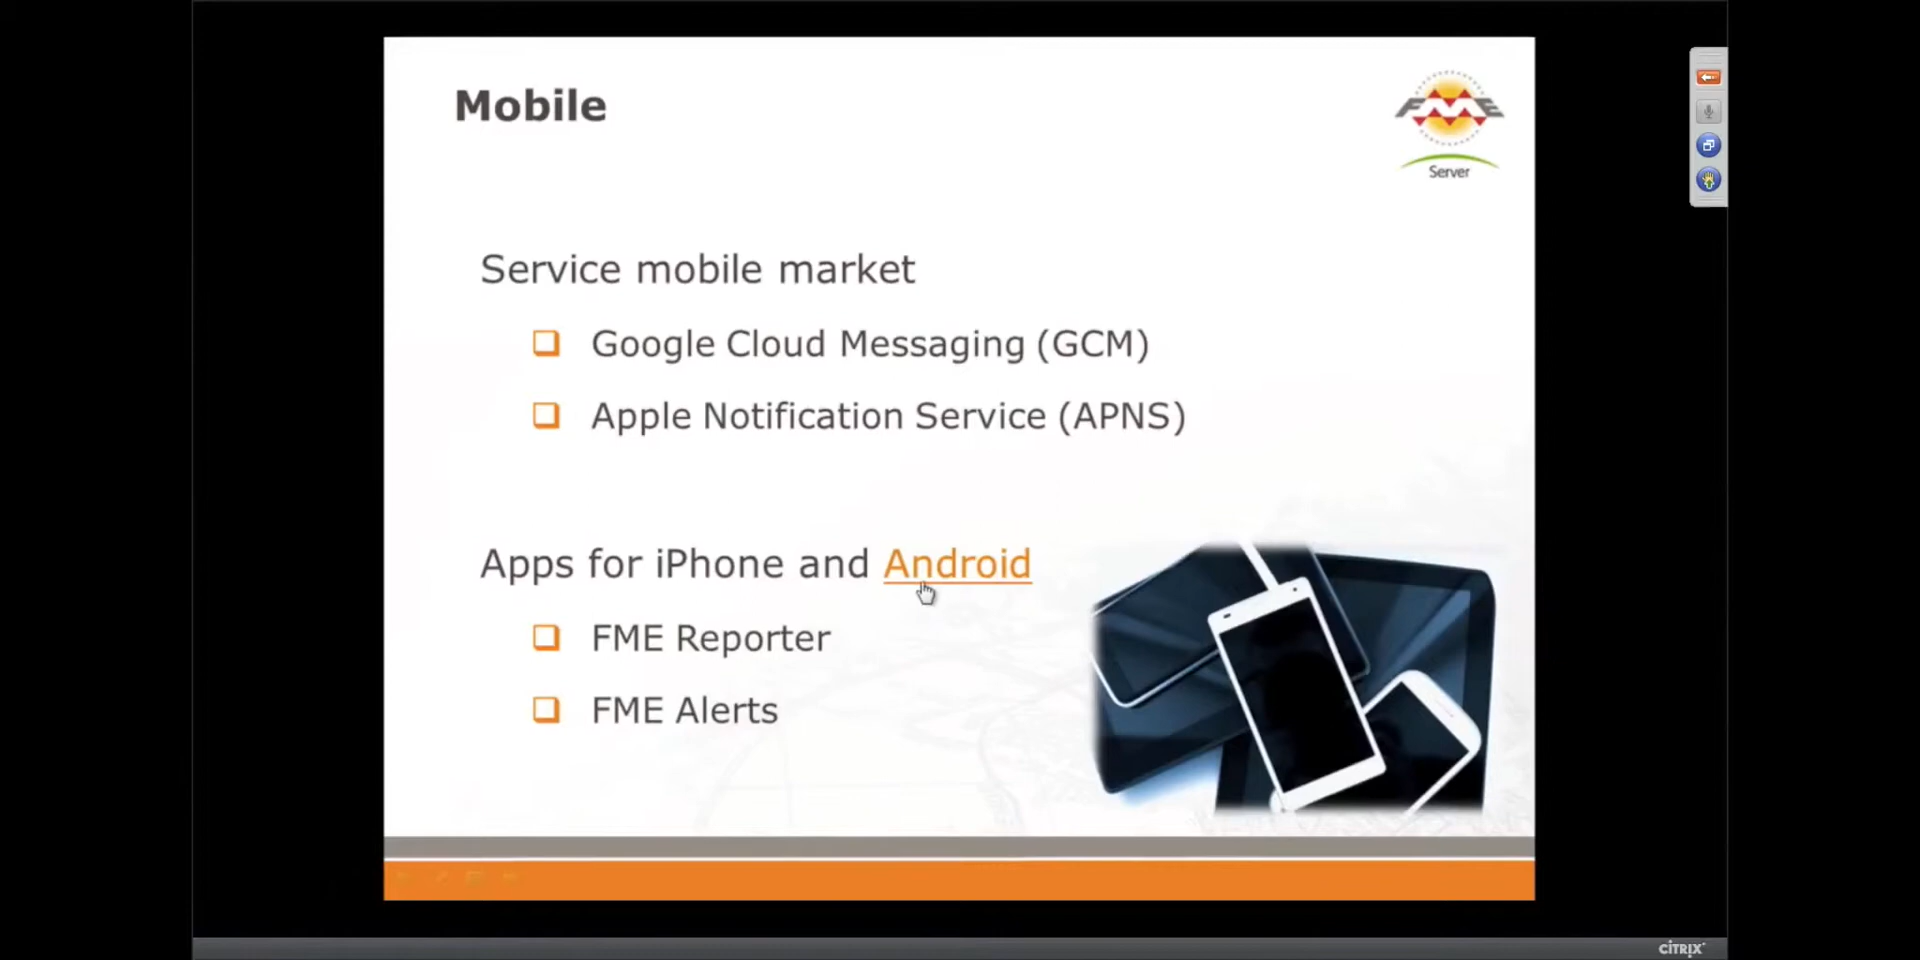 Mobile
FME
Server
Service mobile market
Google Cloud Messaging (GCM)
Apple Notification Service (APNS)
Apps for iPhone and Android
FME Reporter
FME Alerts
CITRIX